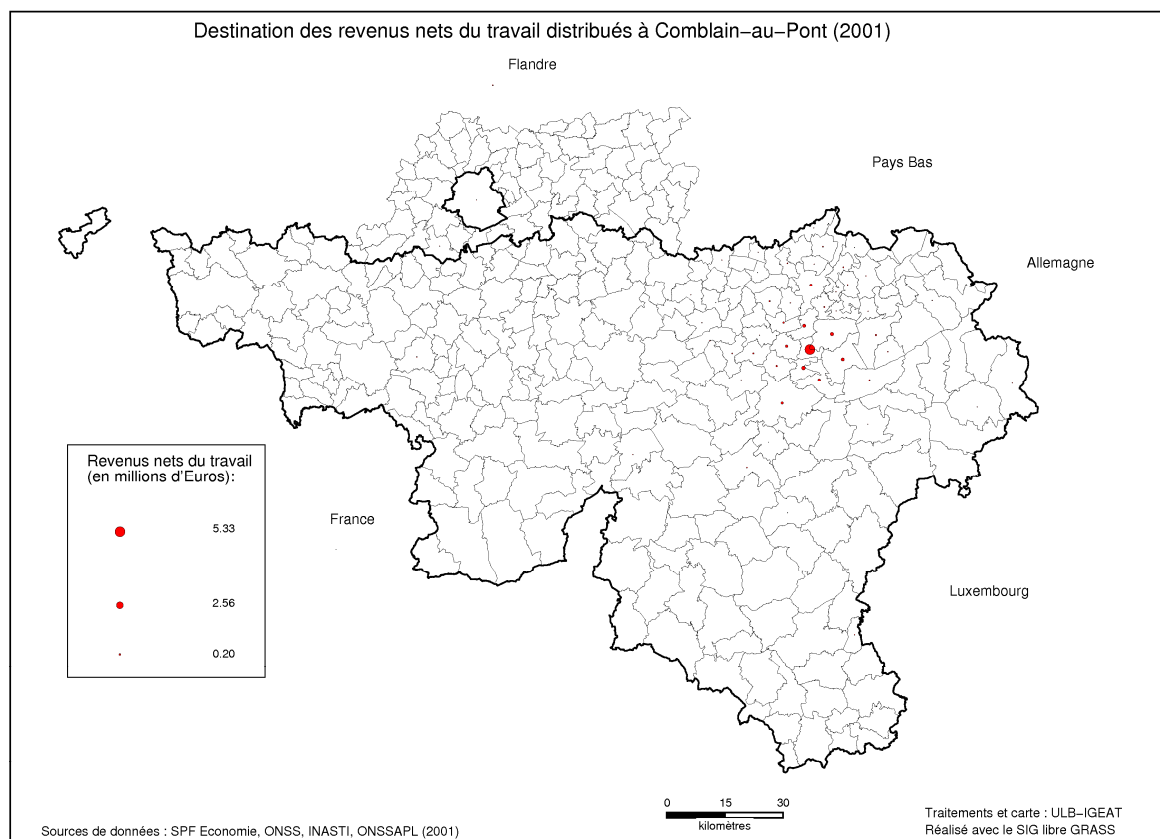 Destination des revenus nets du travail distribués à Comblain−au−Pont (2001)
Flandre
Pays Bas
Allemagne
Revenus nets du travail
(en millions d'Euros):
5.33
2.56
0.20
France
Luxembourg
0 15 30
kilomètres
Sources de données : SPF Economie, ONSS, INASTI, ONSSAPL (2001)
Traitements et carte : ULB−IGEAT
Réalisé avec le SIG libre GRASS